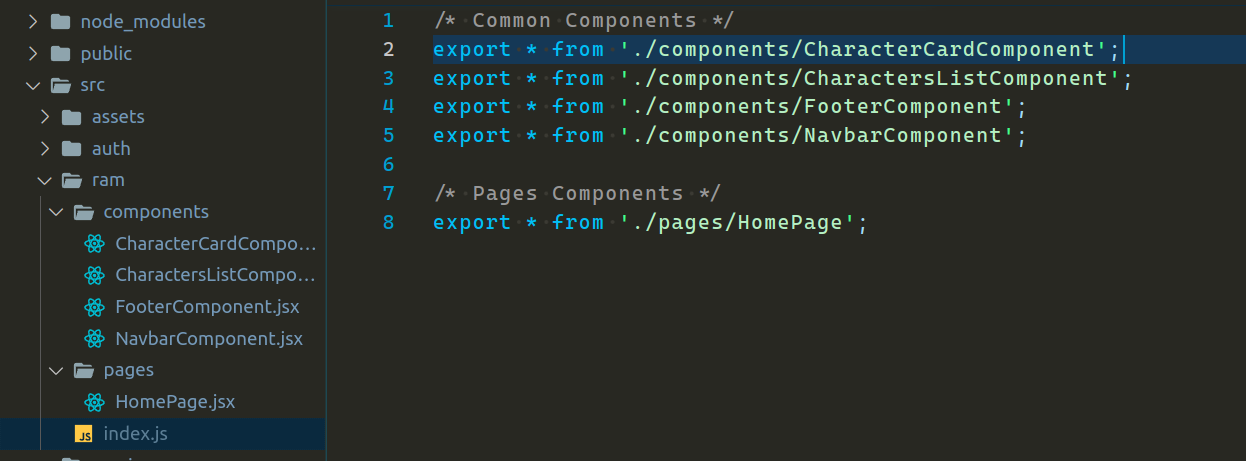 node_modules
public
src
assets
auth
ram
components
CharacterCardCompo...
CharactersListCompo...
FooterComponent.jsx
NavbarComponent.jsx
pages
HomePage.jsx
JS index.js
1 /* Common Components */
2 export * from './components/CharacterCardComponent';
3 export * from './components/CharactersListComponent';
4 export * from './components/FooterComponent';
5 export * from './components/NavbarComponent';
6
7 /* Pages Components */
8 export * from './pages/HomePage';